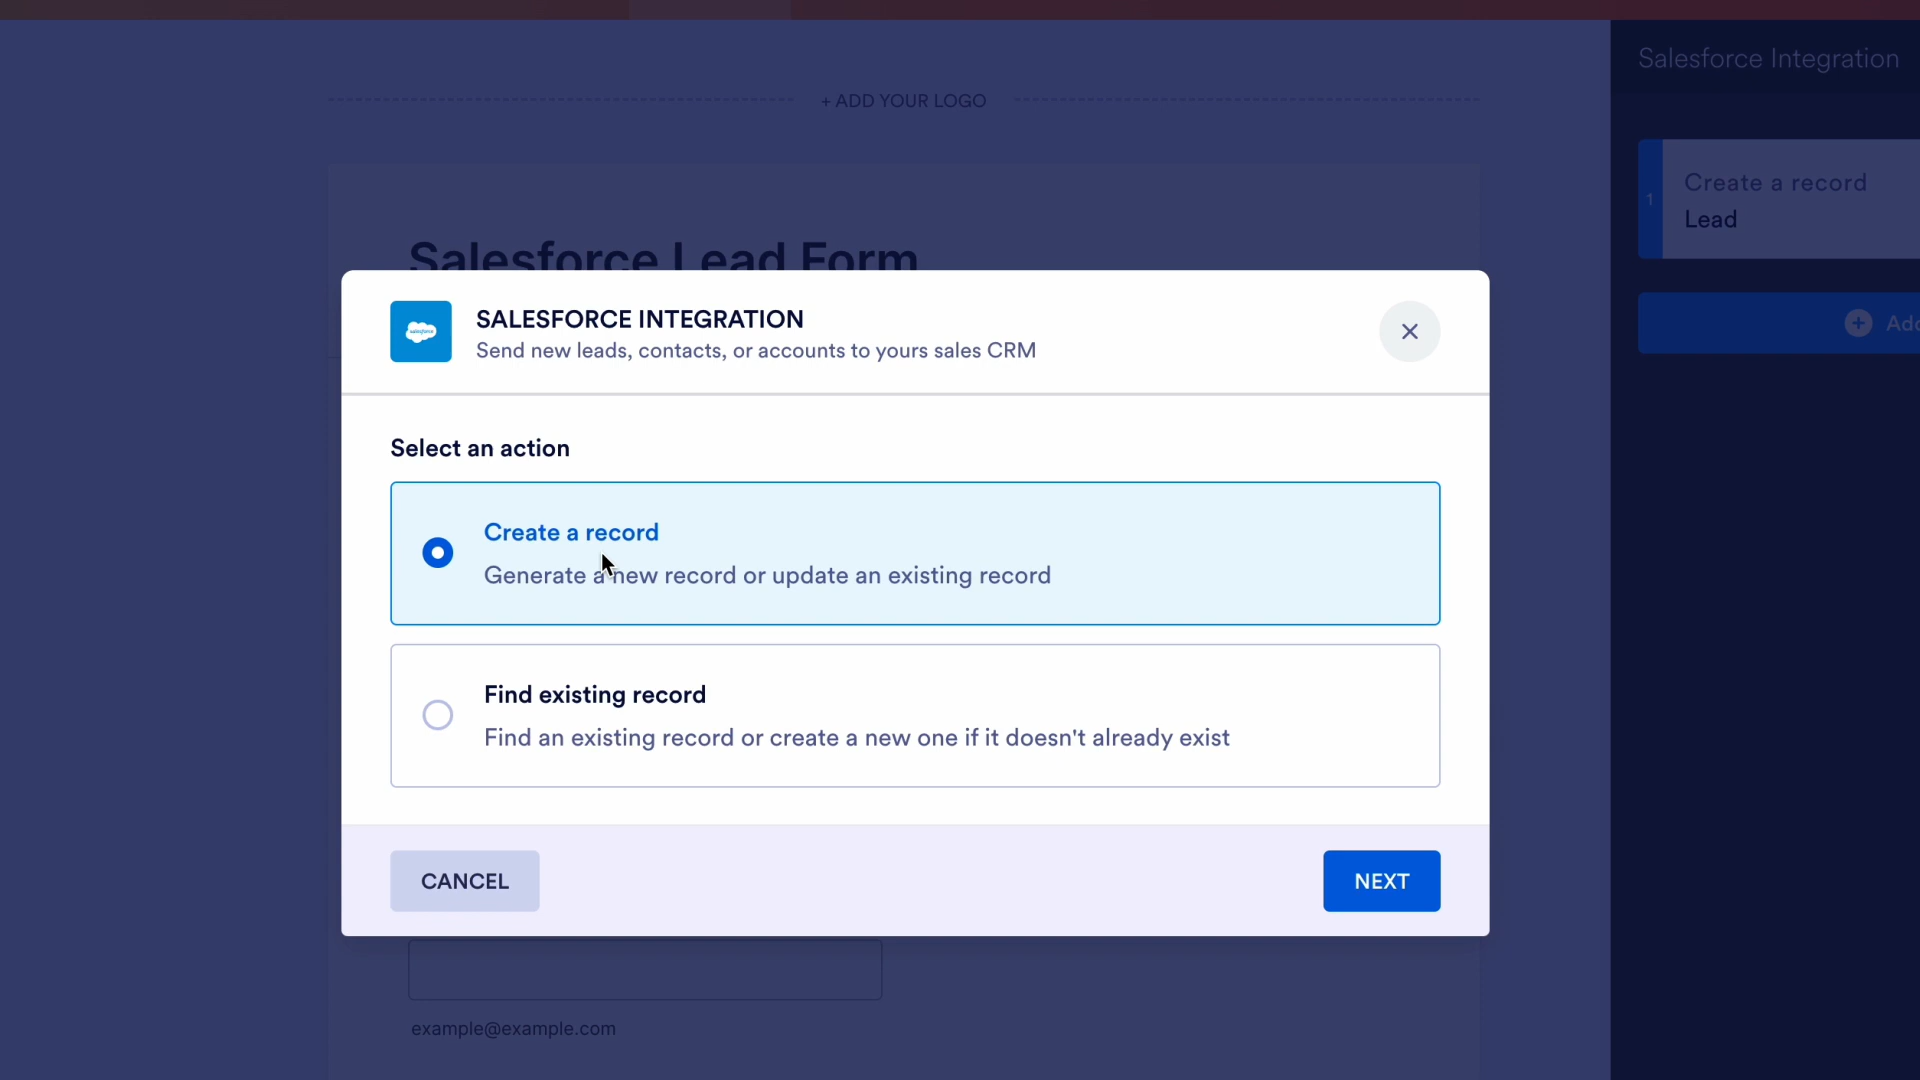 Salesforce Integration
+ ADD YOUR LOGO
1
Create a record
Lead
Salesforce Lead Form
salesforce
SALESFORCE INTEGRATION
Send new leads, contacts, or accounts to yours sales CRM
Select an action
Create a record
Generate a new record or update an existing record
Find existing record
Find an existing record or create a new one if it doesn't already exist
CANCEL
NEXT
example@example.com